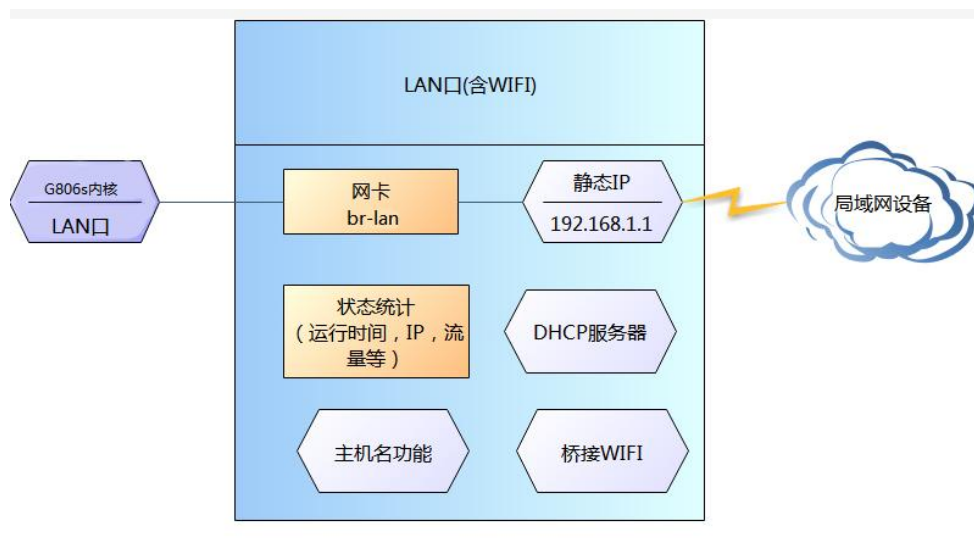 LAN口(含WIFI)
G806s内核
LAN口
网卡
br-lan
静态IP
192.168.1.1
局域网设备
状态统计
（运行时间，IP，流
量等）
DHCP服务器
主机名功能
桥接WIFI